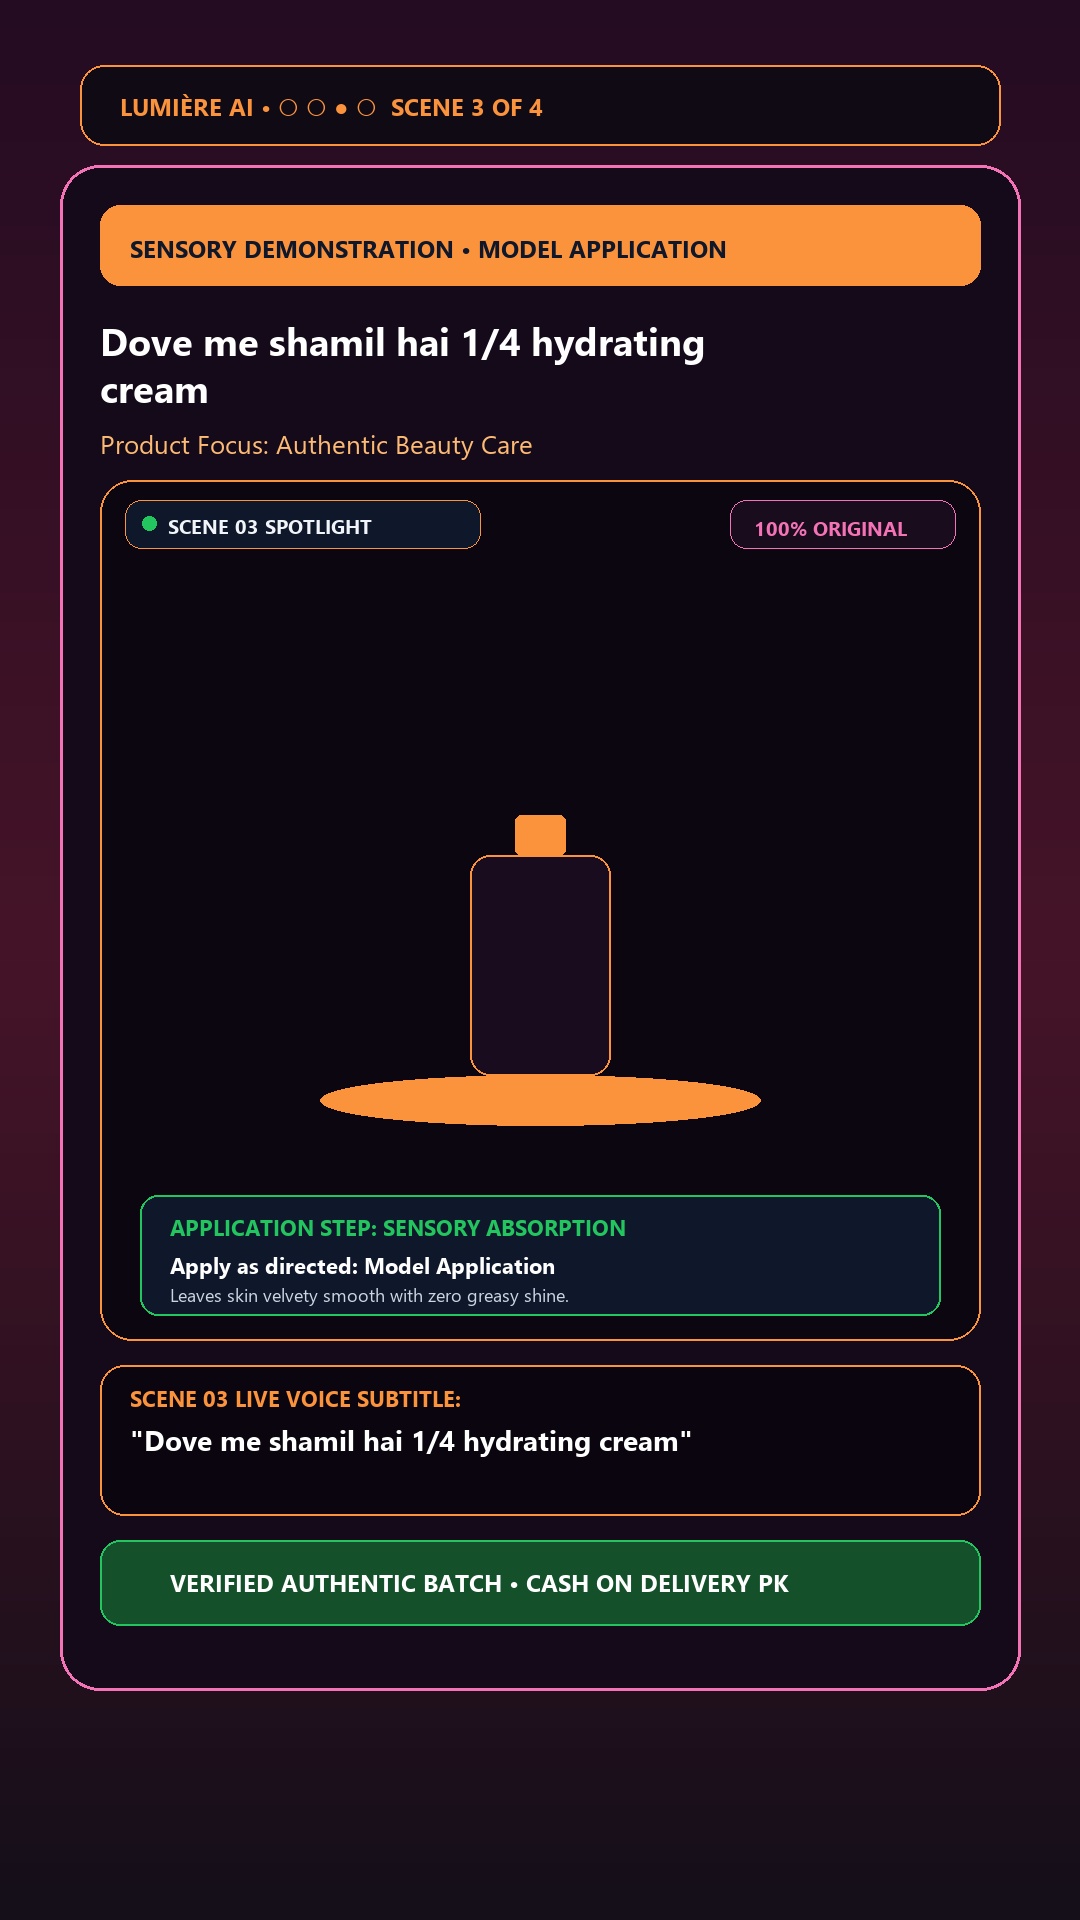 LUMIÈRE AI • ○ ○ ● ○ SCENE 3 OF 4
SENSORY DEMONSTRATION • MODEL APPLICATION
Dove me shamil hai 1/4 hydrating
cream
Product Focus: Authentic Beauty Care
SCENE 03 SPOTLIGHT
100% ORIGINAL
APPLICATION STEP: SENSORY ABSORPTION
Apply as directed: Model Application
Leaves skin velvety smooth with zero greasy shine.
SCENE 03 LIVE VOICE SUBTITLE:
"Dove me shamil hai 1/4 hydrating cream"
VERIFIED AUTHENTIC BATCH • CASH ON DELIVERY PK